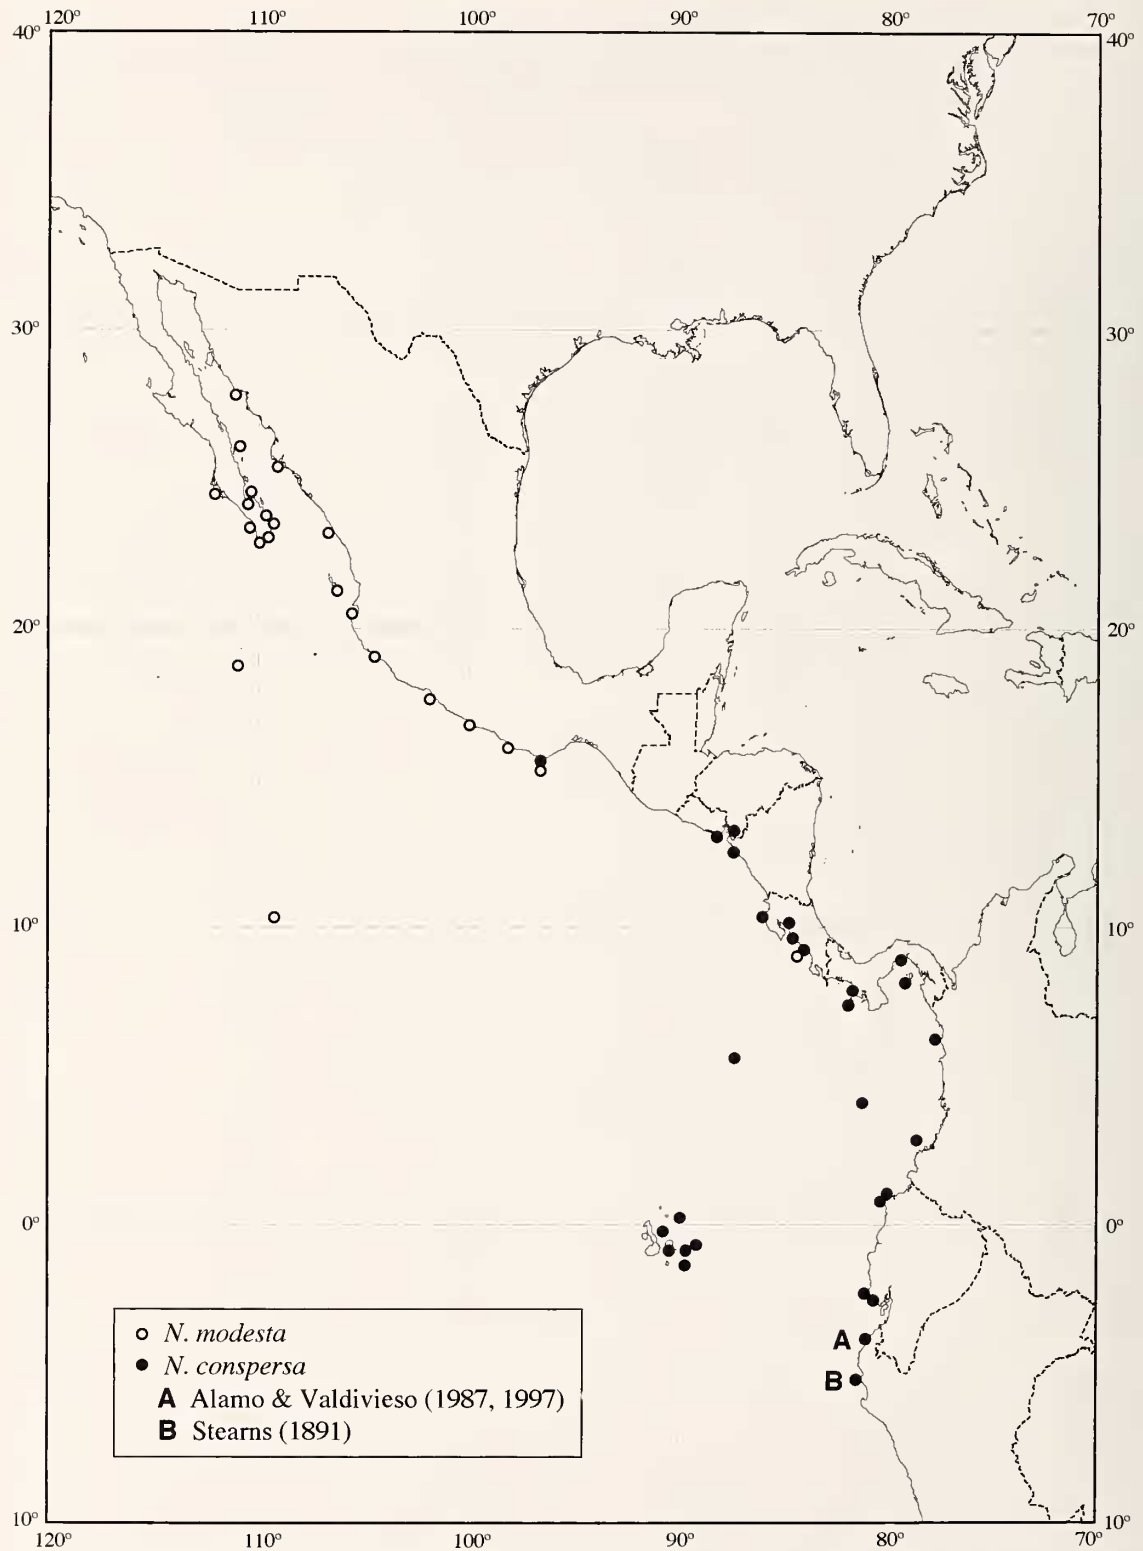 120° 110° 100° 90° 80° 70°
40° 40°
30° 30°
20° 20°
10° 10°
0° 0°
A
B
N. modesta
N. conspersa
A Alamo & Valdivieso (1987, 1997)
B Stearns (1891)
10° 10°
120° 110° 100° 90° 80° 70°